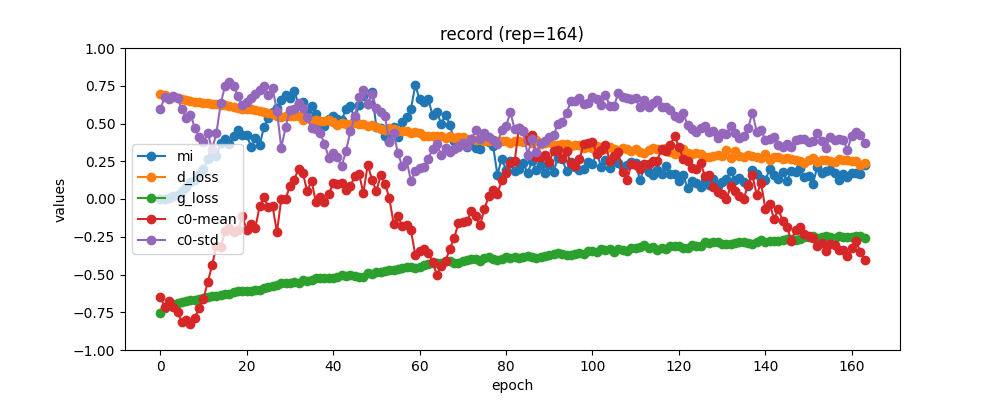 record (rep=164)
1.00
0.75
0.50
0.25
0.00
−0.25
−0.50
−0.75
−1.00
values
mi
d_loss
g_loss
c0-mean
c0-std
0 20 40 60 80 100 120 140 160
epoch